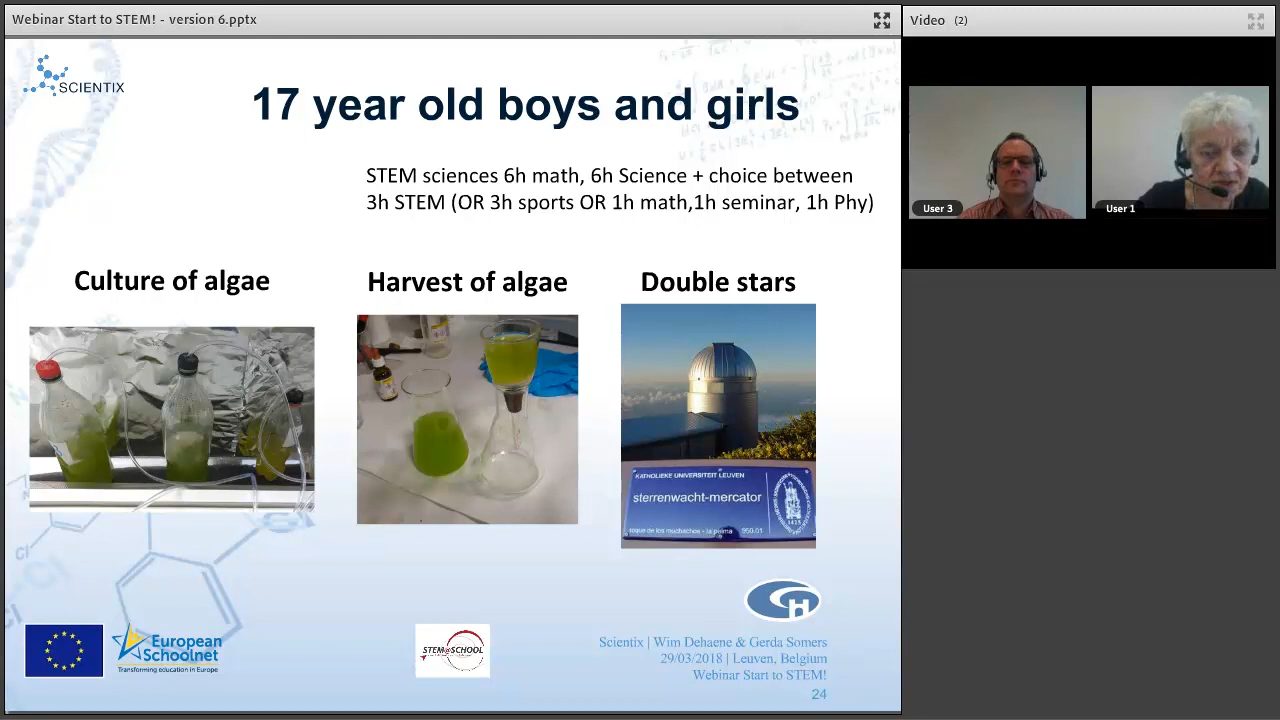 Webinar Start to STEM! - version 6.pptx
Video (2)
SCIENTIX
17 year old boys and girls
STEM sciences 6h math, 6h Science + choice between
3h STEM (OR 3h sports OR 1h math,1h seminar, 1h Phy)
User 3
User 1
Culture of algae
Harvest of algae
Double stars
KATHOLIEKE UNIVERSITEIT LEUVEN
sterrenwacht-mercator
roque de los muchachos - la palma 950.01
1425
GH
European
Schoolnet
Transforming education in Europe
STEM@SCHOOL
Scientix | Wim Dehaene & Gerda Somers
29/03/2018 | Leuven, Belgium
Webinar Start to STEM!
24